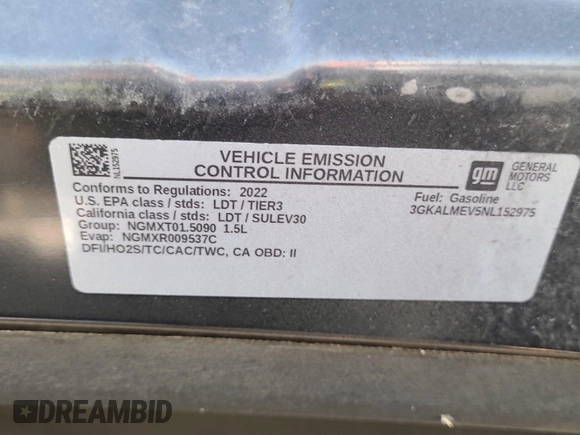 NL152975
VEHICLE EMISSION
CONTROL INFORMATION
gm
GENERAL
MOTORS
LLC
Conforms to Regulations: 2022
U.S. EPA class / stds: LDT / TIER3
California class / stds: LDT / SULEV30
Group: NGMXT01.5090 1.5L
Evap: NGMXR009537C
DFI/HO2S/TC/CAC/TWC, CA OBD: II
Fuel: Gasoline
3GKALMEV5NL152975
DREAMBID